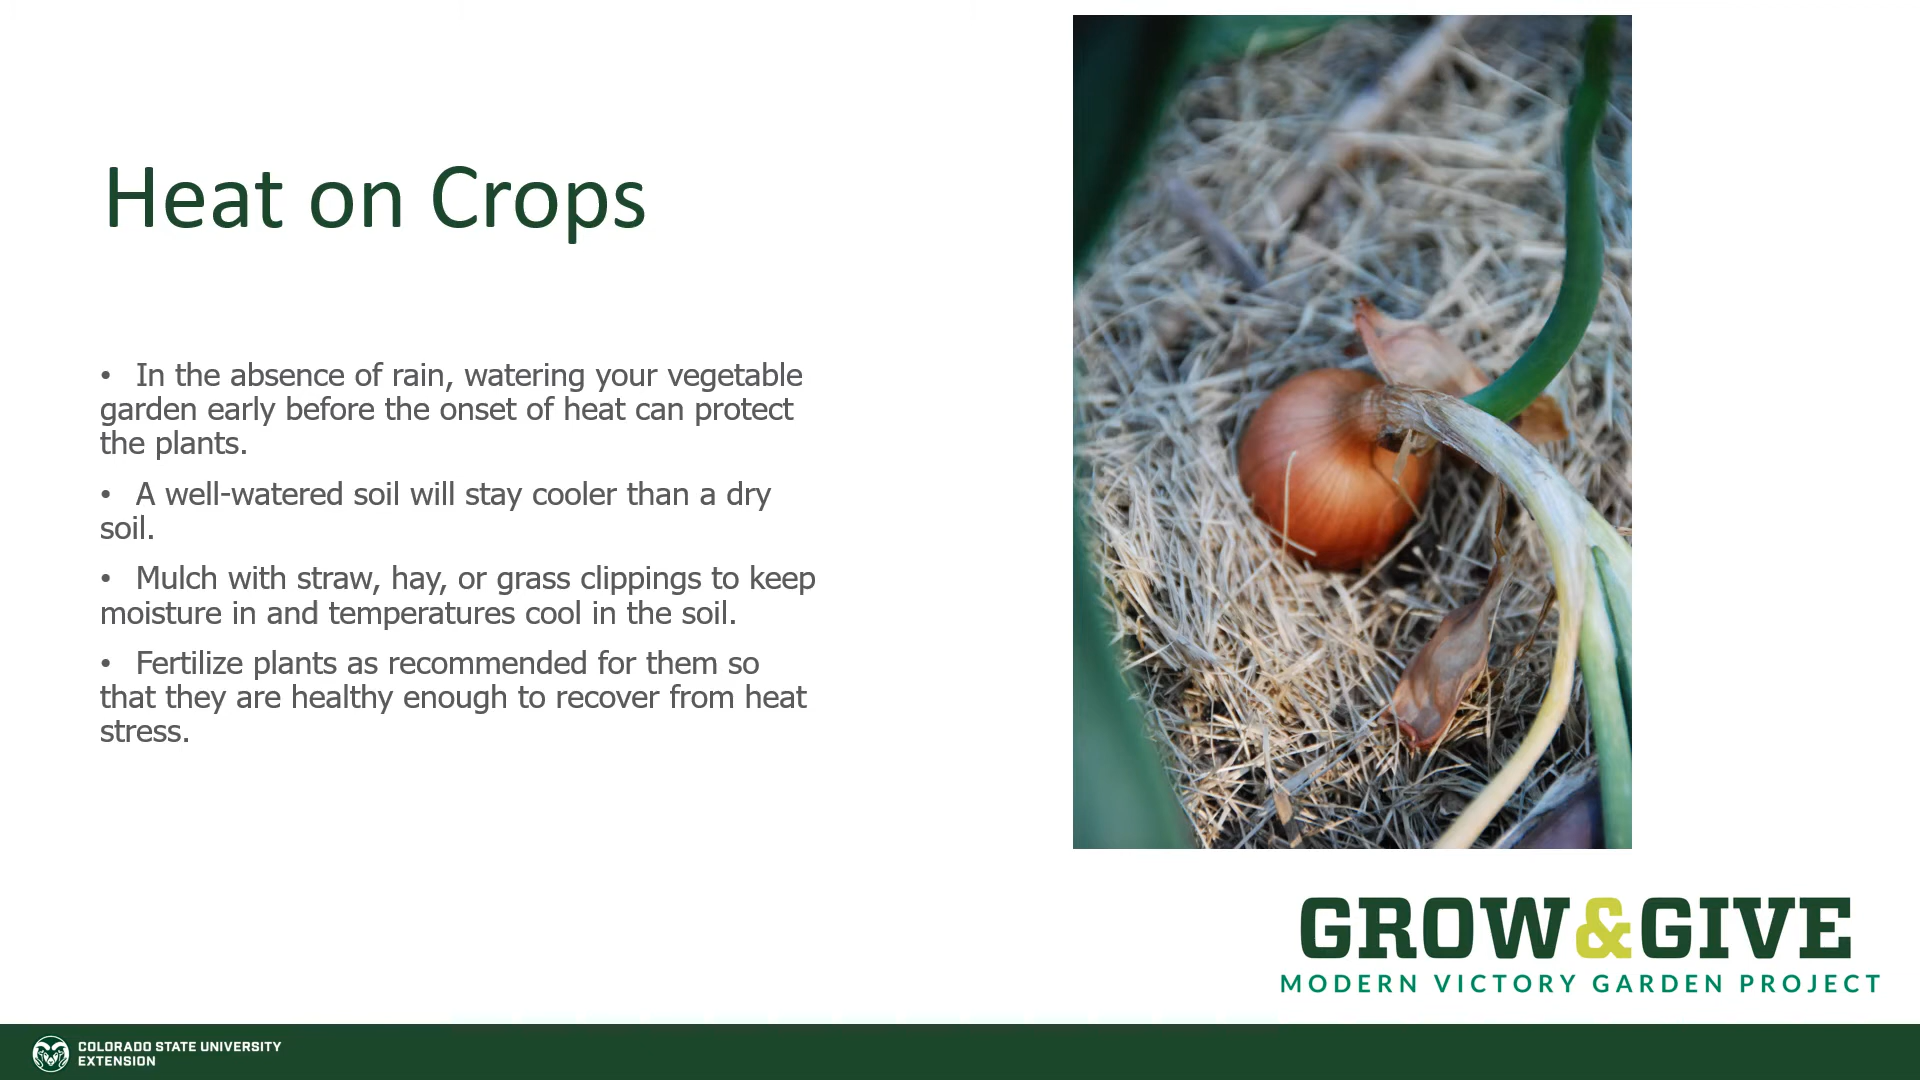 Heat on Crops
• In the absence of rain, watering your vegetable
garden early before the onset of heat can protect
the plants.
• A well-watered soil will stay cooler than a dry
soil.
• Mulch with straw, hay, or grass clippings to keep
moisture in and temperatures cool in the soil.
• Fertilize plants as recommended for them so
that they are healthy enough to recover from heat
stress.
GROW&GIVE
MODERN VICTORY GARDEN PROJECT
COLORADO STATE UNIVERSITY
EXTENSION